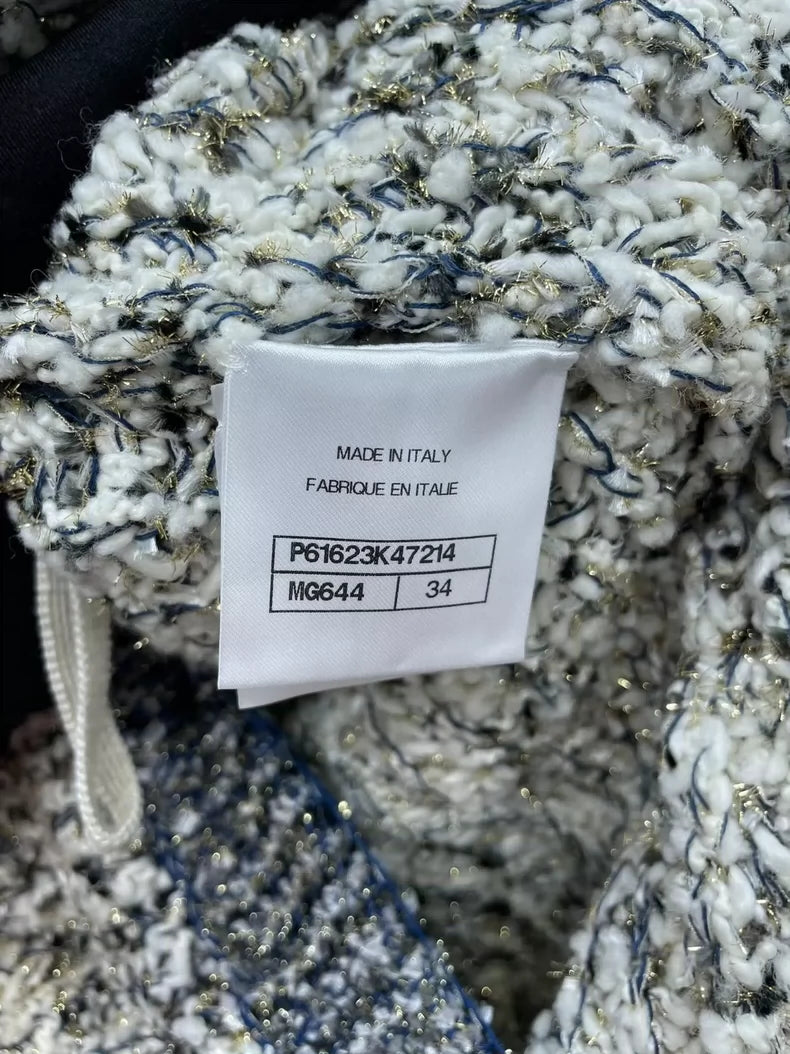 MADE IN ITALY
FABRIQUE EN ITALIE
P61623K47214
MG644 34